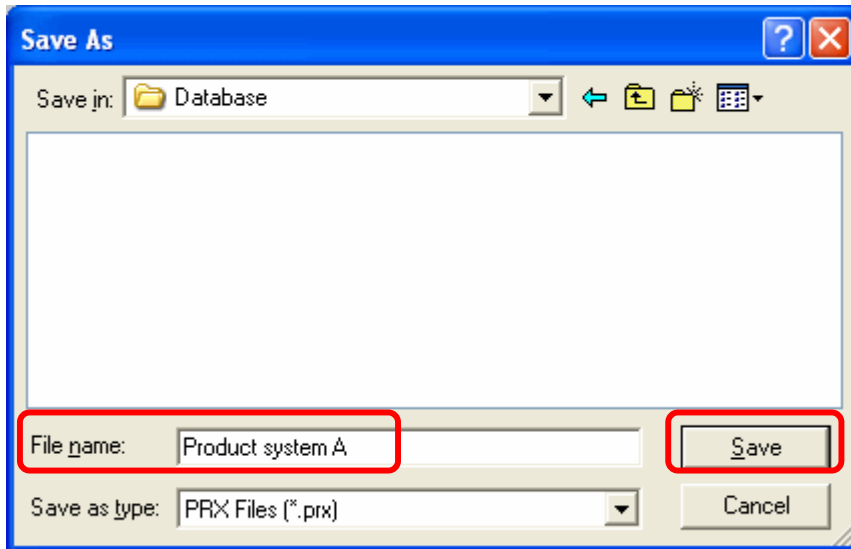 Save As
Save in: Database
File name: Product system A Save
Save as type: PRX Files (*.prx) Cancel